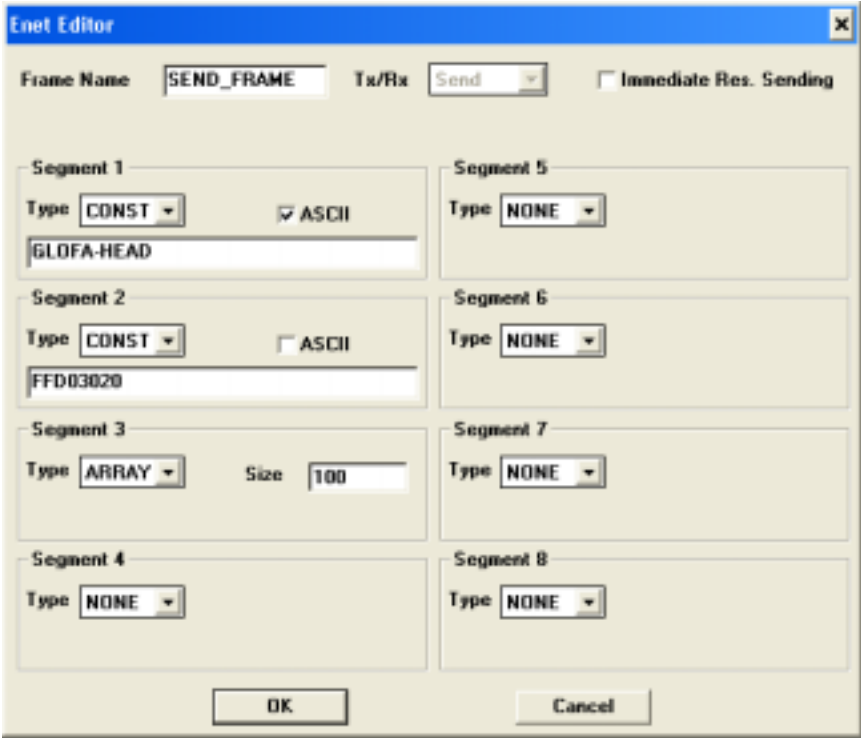 Enet Editor
Frame Name SEND_FRAME Tx/Rx Send Immediate Res. Sending
Segment 1
Type CONST ASCII
GLOFA-HEAD
Segment 2
Type CONST ASCII
FFD03020
Segment 3
Type ARRAY Size 100
Segment 4
Type NONE
Segment 5
Type NONE
Segment 6
Type NONE
Segment 7
Type NONE
Segment 8
Type NONE
OK Cancel